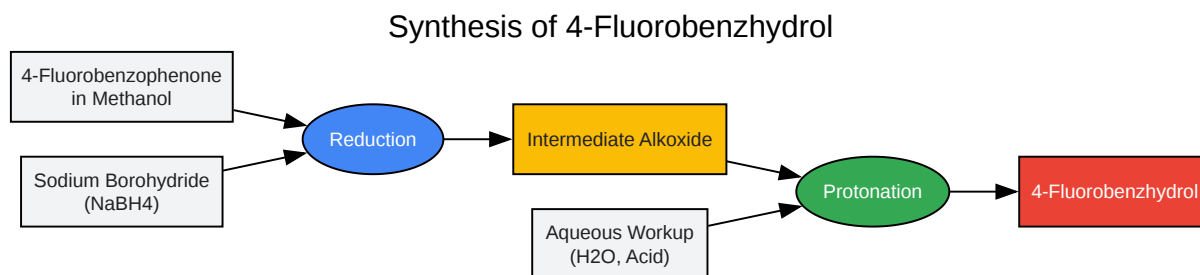 Synthesis of 4-Fluorobenzhydrol
4-Fluorobenzophenone
in Methanol
Sodium Borohydride
(NaBH4)
Reduction
Intermediate Alkoxide
Aqueous Workup
(H2O, Acid)
Protonation
4-Fluorobenzhydrol